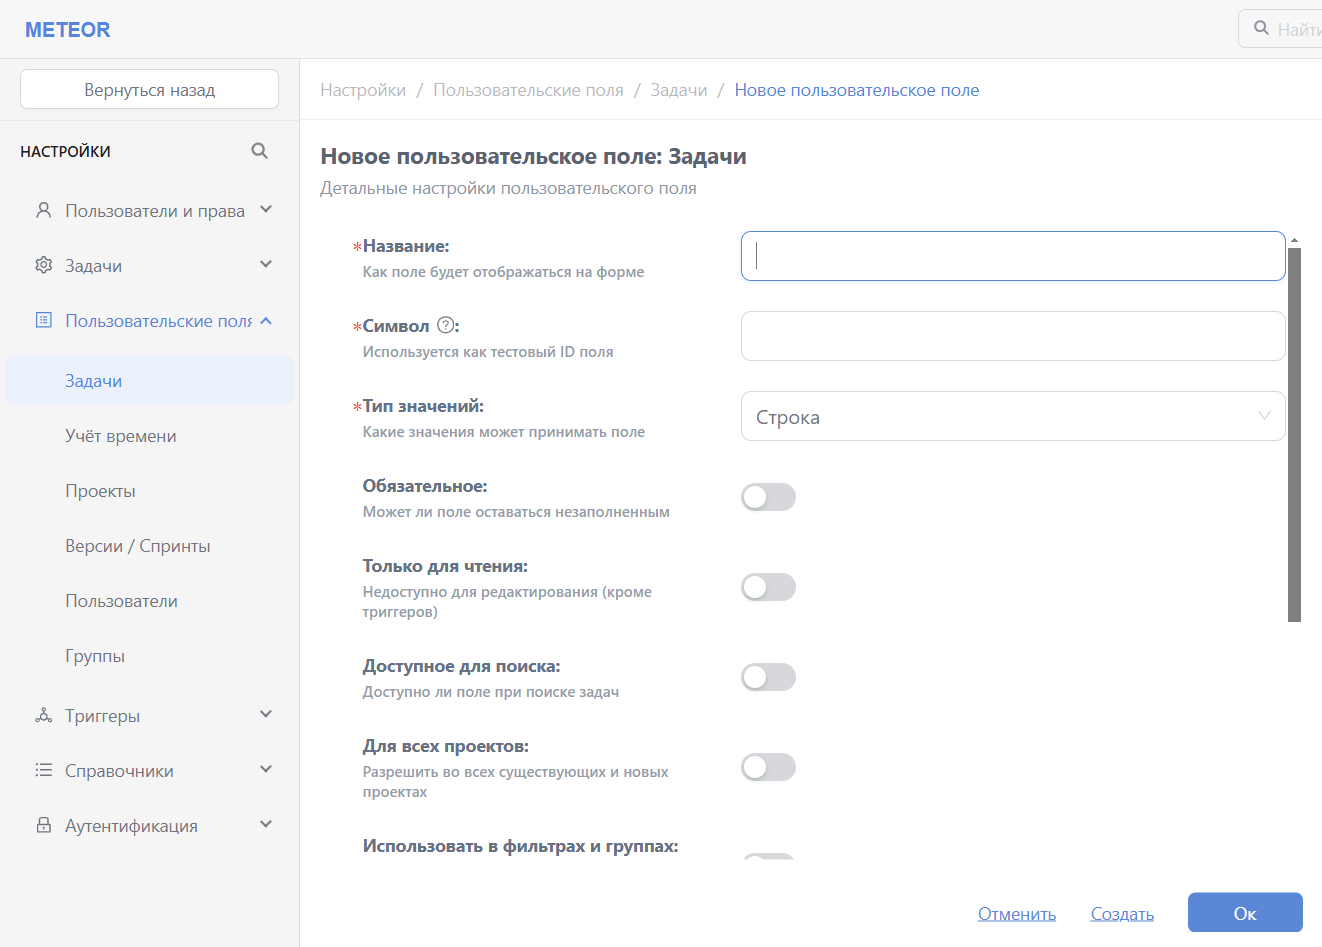 METEOR
Найти
Вернуться назад
Настройки / Пользовательские поля / Задачи / Новое пользовательское поле
НАСТРОЙКИ
Пользователи и права
Задачи
Пользовательские поля
Задачи
Учёт времени
Проекты
Версии / Спринты
Пользователи
Группы
Триггеры
Справочники
Аутентификация
Новое пользовательское поле: Задачи
Детальные настройки пользовательского поля
*Название:
Как поле будет отображаться на форме
*Символ ?:
Используется как тестовый ID поля
*Тип значений:
Какие значения может принимать поле
Строка
Обязательное:
Может ли поле оставаться незаполненным
Только для чтения:
Недоступно для редактирования (кроме
триггеров)
Доступное для поиска:
Доступно ли поле при поиске задач
Для всех проектов:
Разрешить во всех существующих и новых
проектах
Использовать в фильтрах и группах:
Отменить
Создать
Ок